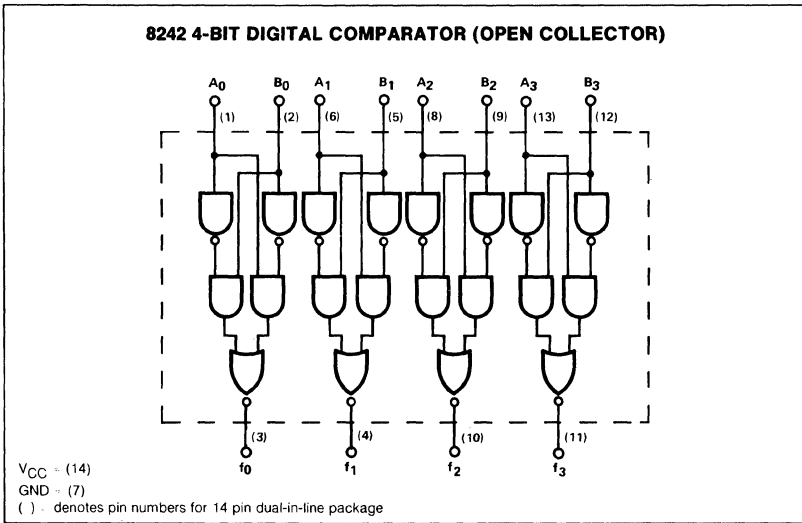 8242 4-BIT DIGITAL COMPARATOR (OPEN COLLECTOR)
A0 B0 A1 B1 A2 B2 A3 B3
(1) (2) (6) (5) (8) (9) (13) (12)
(3) (4) (10) (11)
f0 f1 f2 f3
VCC = (14)
GND = (7)
( ) - denotes pin numbers for 14 pin dual-in-line package